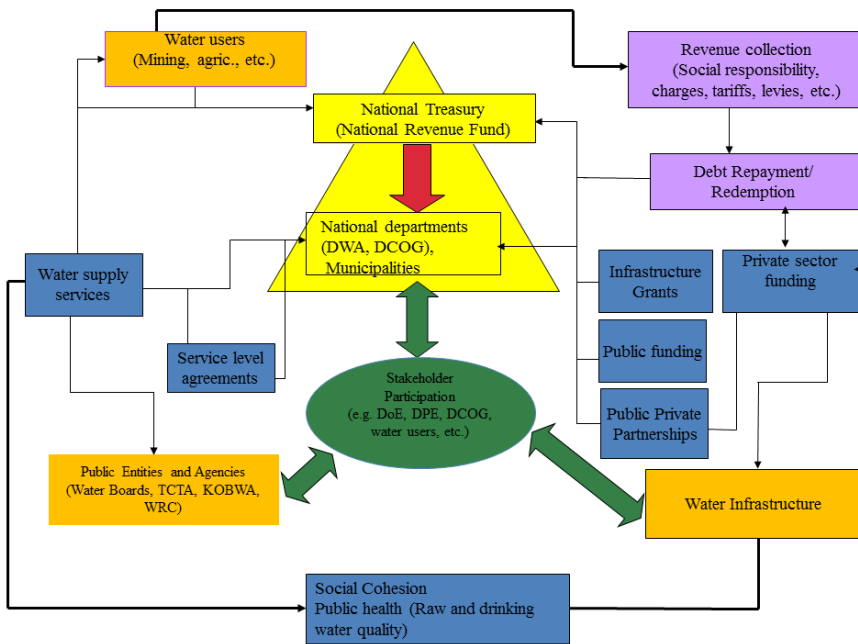 Water users
(Mining, agric., etc.)
Revenue collection
(Social responsibility,
charges, tariffs, levies, etc.)
National Treasury
(National Revenue Fund)
Debt Repayment/
Redemption
National departments
(DWA, DCOG),
Municipalities
Water supply
services
Infrastructure
Grants
Private sector
funding
Service level
agreements
Public funding
Stakeholder
Participation
(e.g. DoE, DPE, DCOG,
water users, etc.)
Public Private
Partnerships
Public Entities and Agencies
(Water Boards, TCTA, KOBWA,
WRC)
Water Infrastructure
Social Cohesion
Public health (Raw and drinking
water quality)